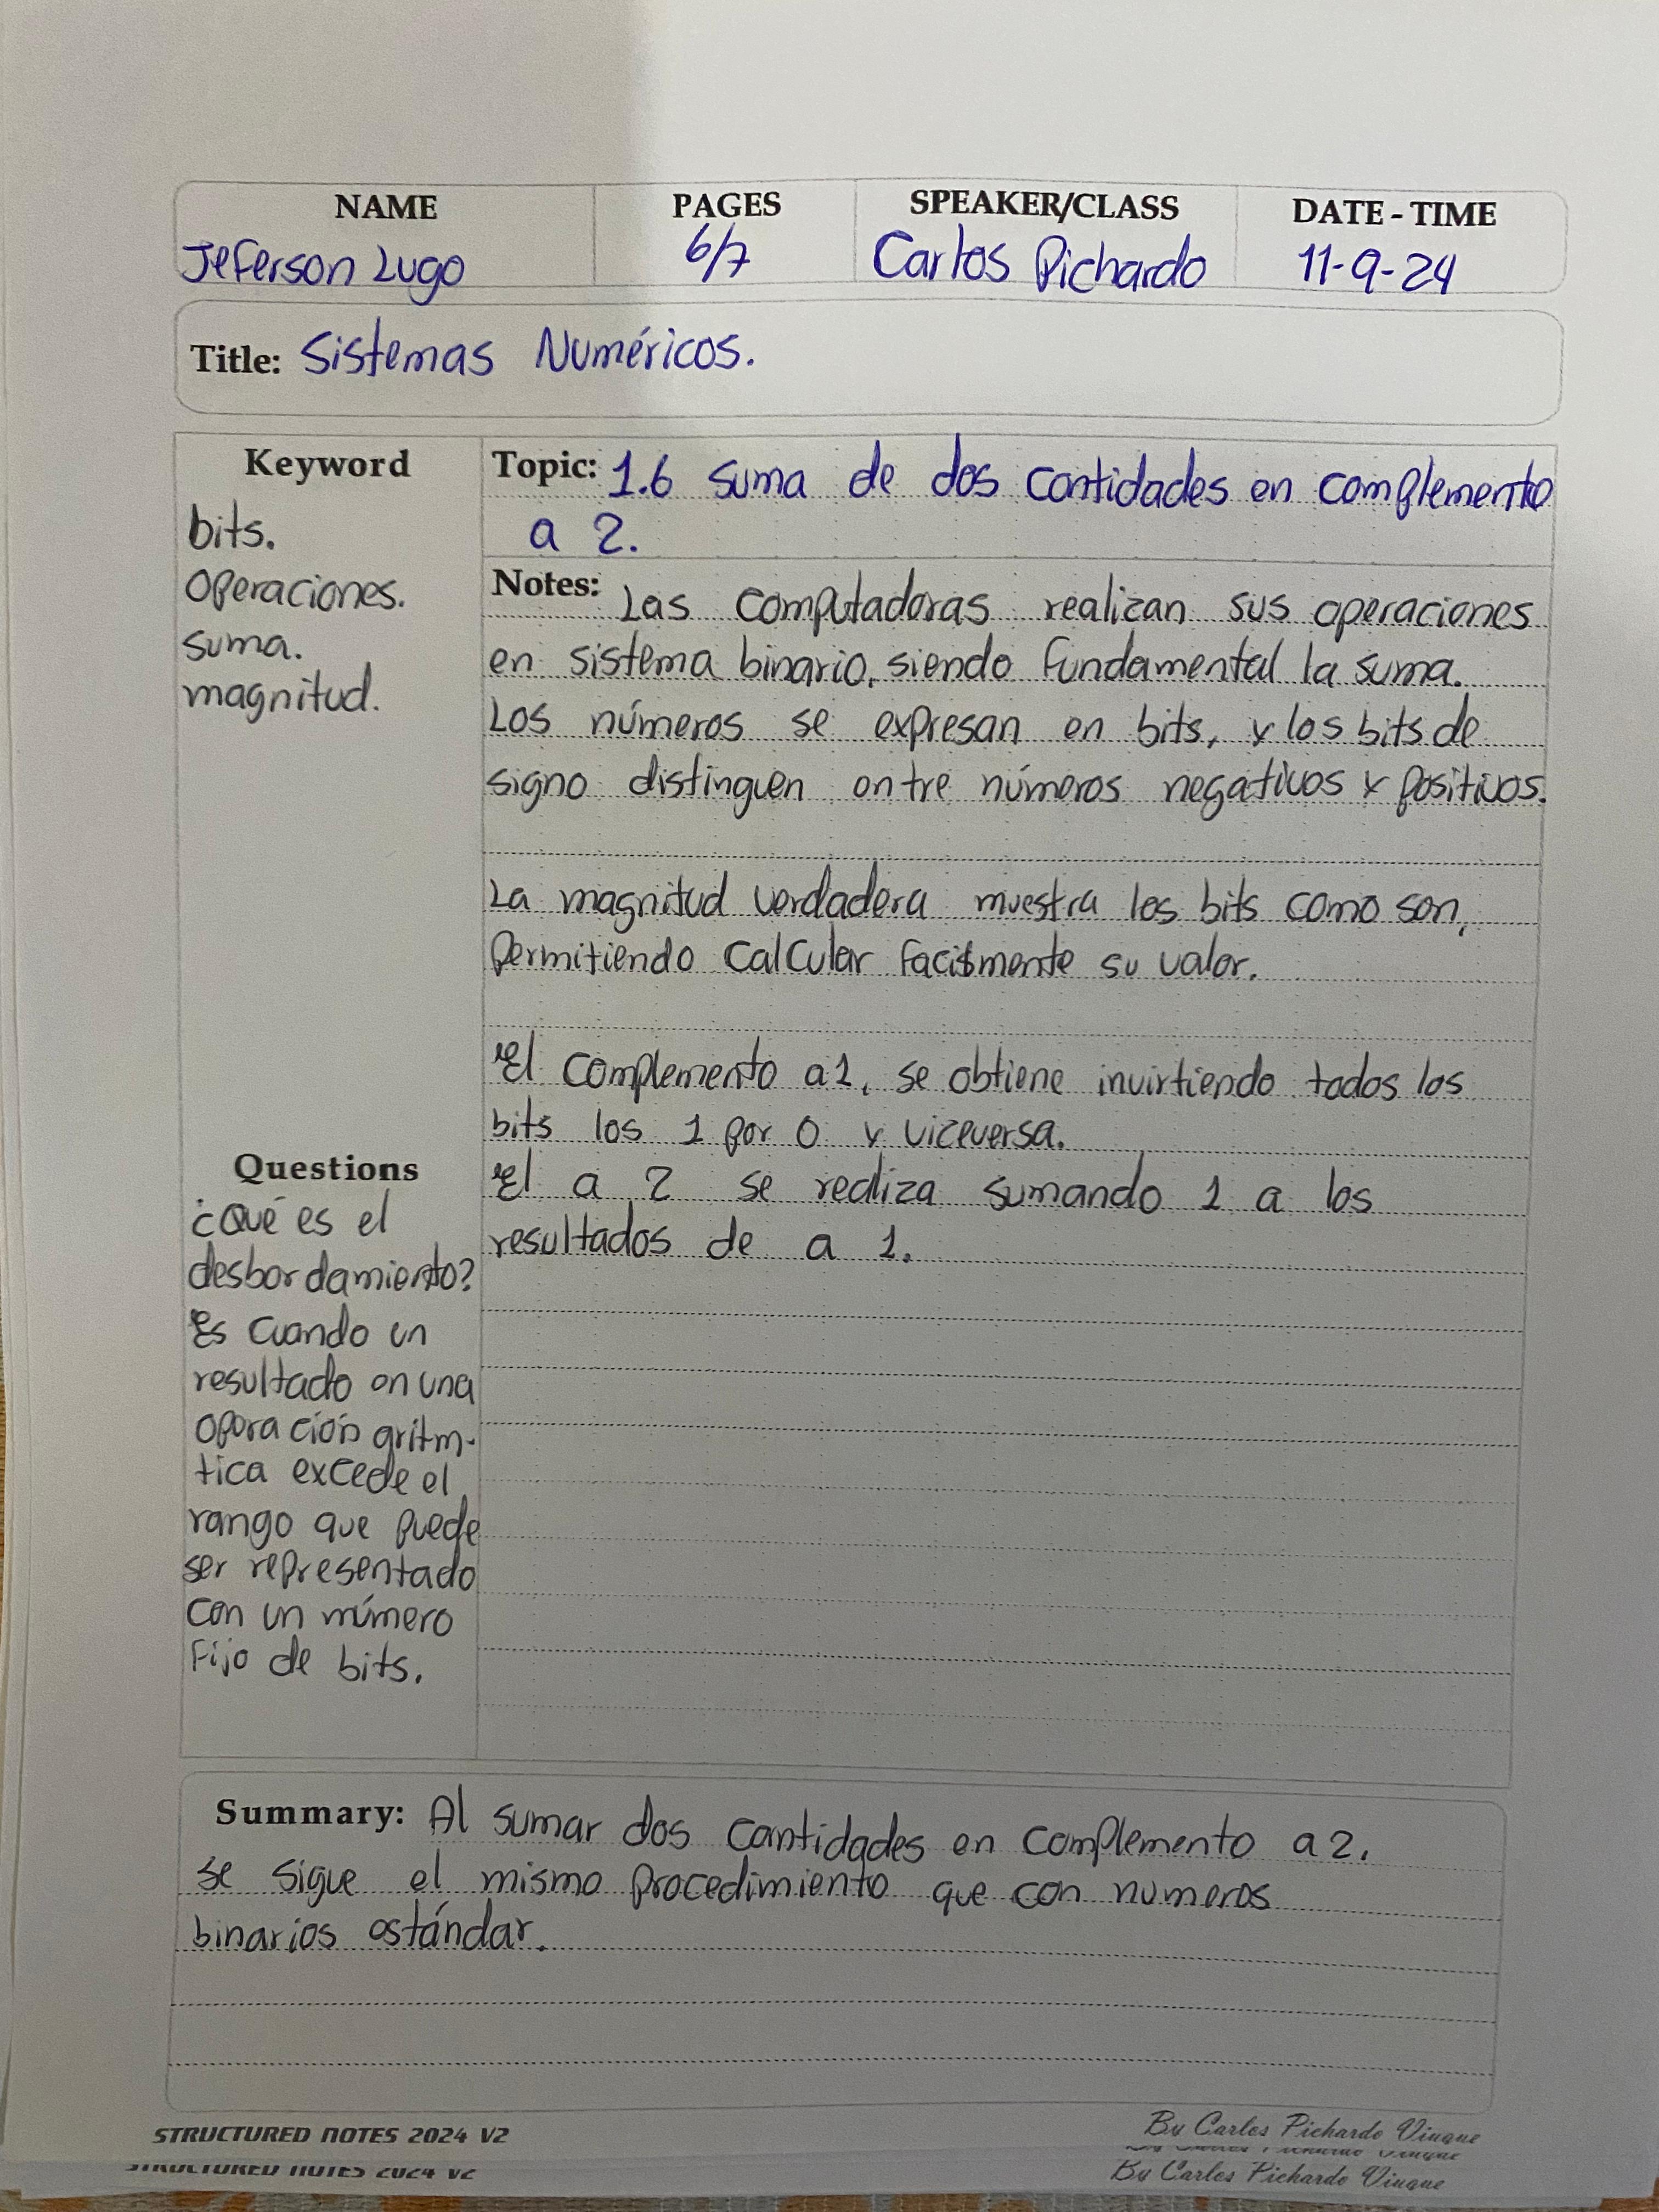 NAME PAGES SPEAKER/CLASS DATE - TIME
Jeferson Lugo 6/7 Carlos Pichardo 11-9-24
Title: Sistemas Numéricos.
Keyword
bits.
Operaciones.
suma.
magnitud.
Topic: 1.6 suma de dos cantidades en complemento
a 2.
Notes: Las computadoras realizan sus operaciones
en sistema binario, siendo fundamental la suma.
Los números se expresan en bits, y los bits de
signo distinguen entre números negativos y positivos.
La magnitud verdadera muestra los bits como son,
Permitiendo calcular facilmente su valor.
El complemento a1, se obtiene invirtiendo todos los
bits los 1 por 0 y viceversa.
El a 2 se realiza sumando 1 a los
resultados de a 1.
Questions
¿Qué es el
desbordamiento?
Es cuando un
resultado en una
operación aritm-
tica excede el
rango que puede
ser representado
con un número
Fijo de bits.
Summary: Al sumar dos cantidades en complemento a 2,
se sigue el mismo procedimiento que con numeros
binarios estándar.
STRUCTURED NOTES 2024 V2 By Carlos Pichardo Viuque
STRUCTURED NOTES 2024 V2 By Carlos Pichardo Viuque